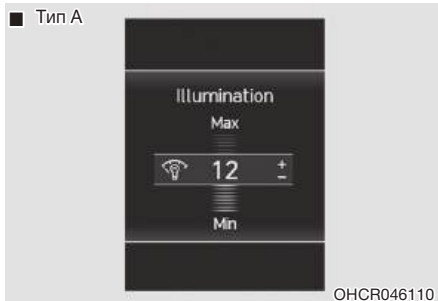 ■ Тип A
Illumination
Max
12 +
−
Min
OHCR046110